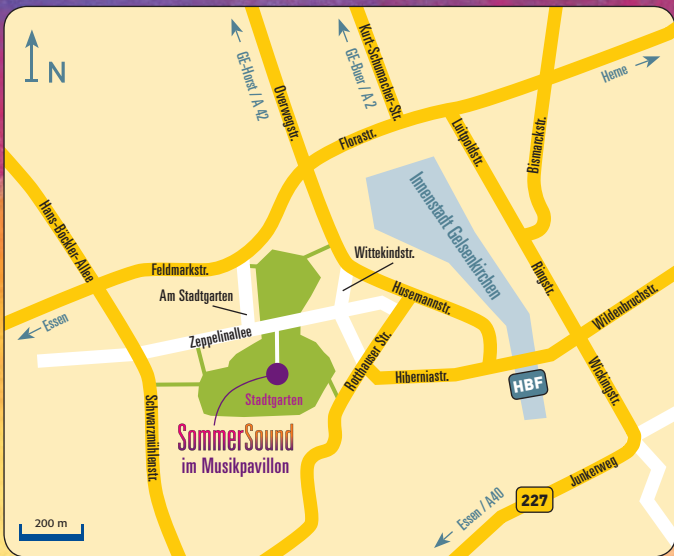 N
GE-Horst / A 42
GE-Buer / A 2
Kurt-Schumacher-Str.
Overwegstr.
Herne
Florastr.
Luitpoldstr.
Bismarckstr.
Innenstadt Gelsenkirchen
Hans-Böckler-Allee
Feldmarkstr.
Wittekindstr.
Am Stadtgarten
Husemannstr.
Ringstr.
Wildenbruchstr.
Essen
Zeppelinallee
Rotthauser Str.
Hiberniastr.
HBF
Wickingstr.
Schwarzmühlenstr.
Stadtgarten
SommerSound
im Musikpavillon
Junkerweg
227
Essen / A40
200 m